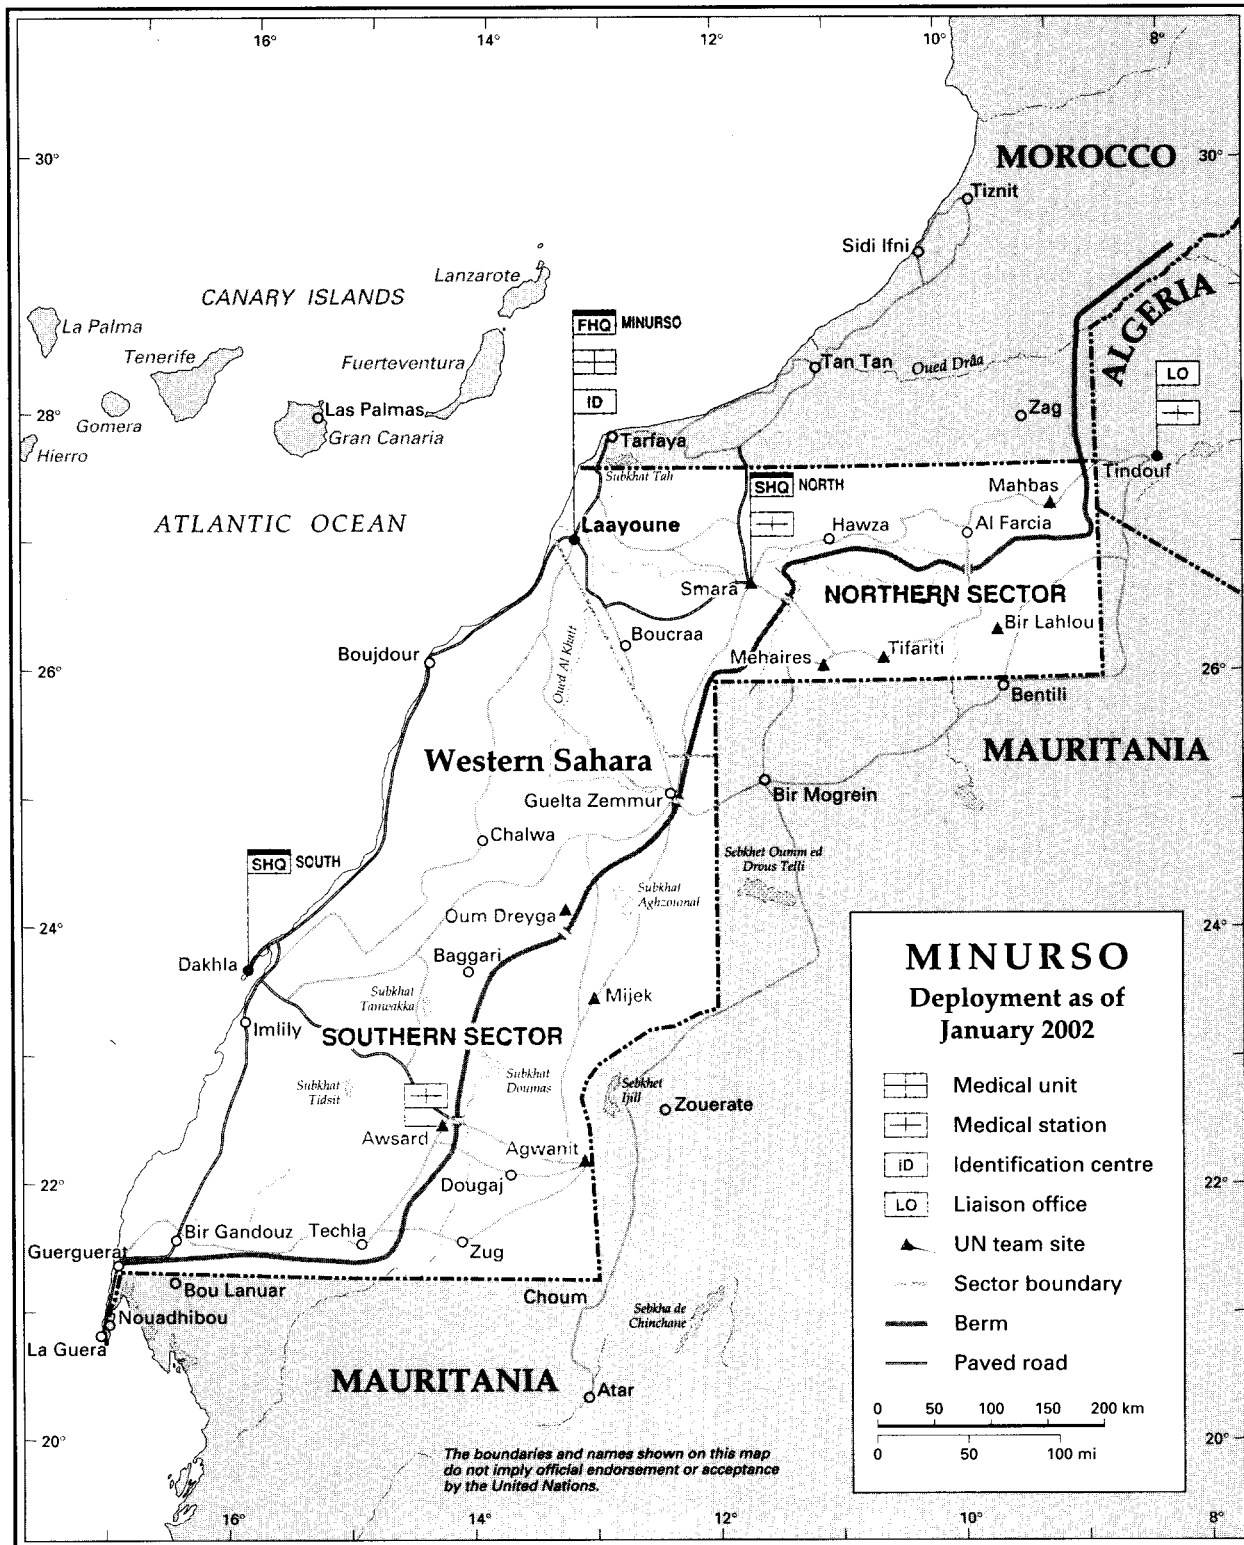 16°
14°
12°
10°
8°
30°
MOROCCO
30°
Tiznit
Sidi Ifni
Lanzarote
CANARY ISLANDS
ALGERIA
La Palma
FHQ MINURSO
Tenerife
Fuerteventura
Tan Tan
Oued Drâa
LO
ID
28°
Las Palmas
Zag
28°
Gomera
Gran Canaria
Hierro
Tarfaya
Tindouf
Subkhat Tah
SHQ NORTH
Mahbas
ATLANTIC OCEAN
Laayoune
Hawza
Al Farcia
Smara
NORTHERN SECTOR
Bir Lahlou
Boucraa
Tifariti
Boujdour
Mehaires
26°
Oued Al Khatt
26°
Bentili
Western Sahara
MAURITANIA
Guelta Zemmur
Bir Mogrein
Chalwa
SHQ SOUTH
Sebkhet Oumm ed
Drous Telli
Subkhat
Aghzoumal
Oum Dreyga
24°
24°
Baggari
Dakhla
Mijek
Subkhat
Tanwakka
Imlily
SOUTHERN SECTOR
Subkhat
Tidsit
Subkhat
Doumas
Sebkhet
Ijill
Zouerate
Awsard
Agwanit
Dougaj
22°
22°
Bir Gandouz
Techla
Zug
Guerguerat
Bou Lanuar
Choum
Nouadhibou
Sebkha de
Chinchane
La Guera
MAURITANIA
Atar
20°
20°
The boundaries and names shown on this map
do not imply official endorsement or acceptance
by the United Nations.
MINURSO
Deployment as of
January 2002
Medical unit
Medical station
ID Identification centre
LO Liaison office
UN team site
Sector boundary
Berm
Paved road
0 50 100 150 200 km
0 50 100 mi
16°
14°
12°
10°
8°